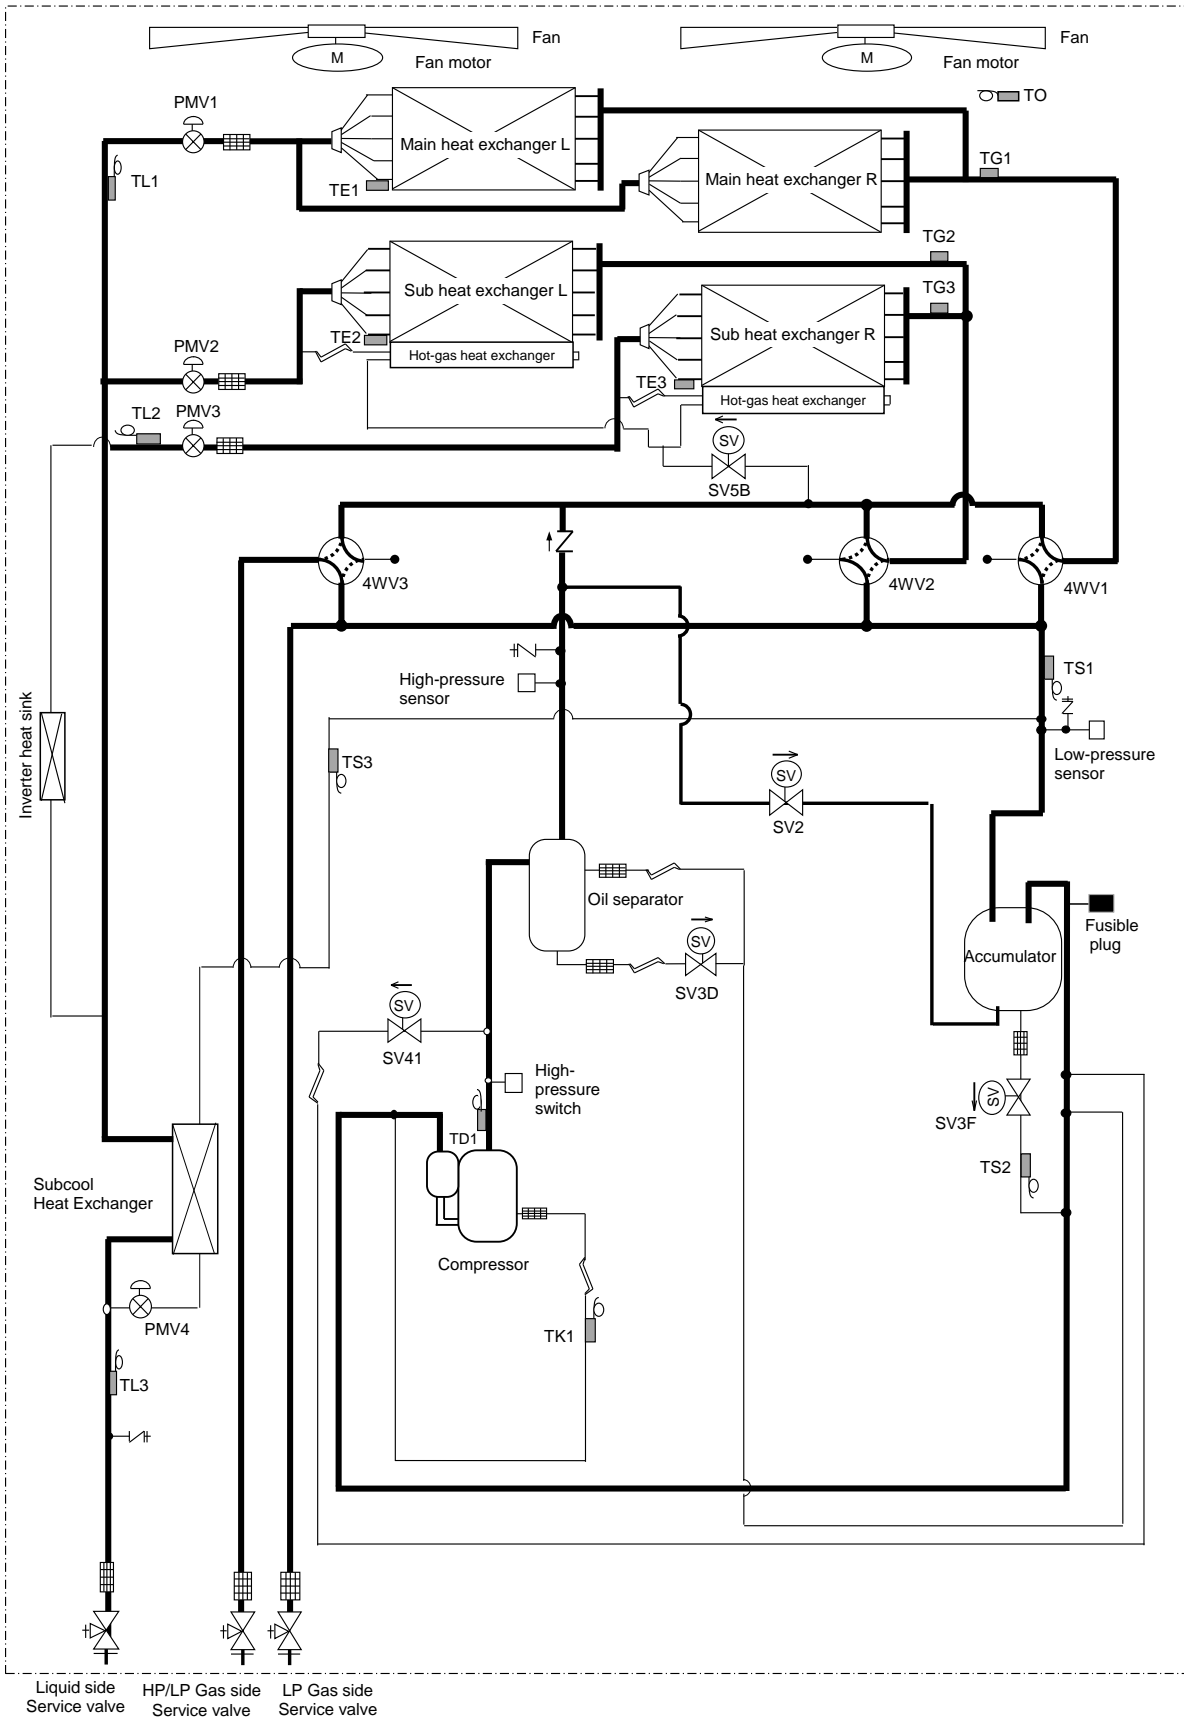 Fan
Fan
M
M
Fan motor
Fan motor
TO
PMV1
Main heat exchanger L
TG1
TL1
TE1
Main heat exchanger R
TG2
Sub heat exchanger L
TG3
Sub heat exchanger R
TE2
PMV2
Hot-gas heat exchanger
TE3
Hot-gas heat exchanger
TL2
PMV3
SV
SV5B
4WV3
4WV2
4WV1
TS1
High-pressure
sensor
Inverter heat sink
TS3
Low-pressure
sensor
SV
SV2
Oil separator
Fusible
plug
SV
Accumulator
SV3D
SV
SV41
High-
pressure
switch
SV
SV3F
TD1
TS2
Subcool
Heat Exchanger
Compressor
PMV4
TK1
TL3
Liquid side
Service valve
HP/LP Gas side
Service valve
LP Gas side
Service valve